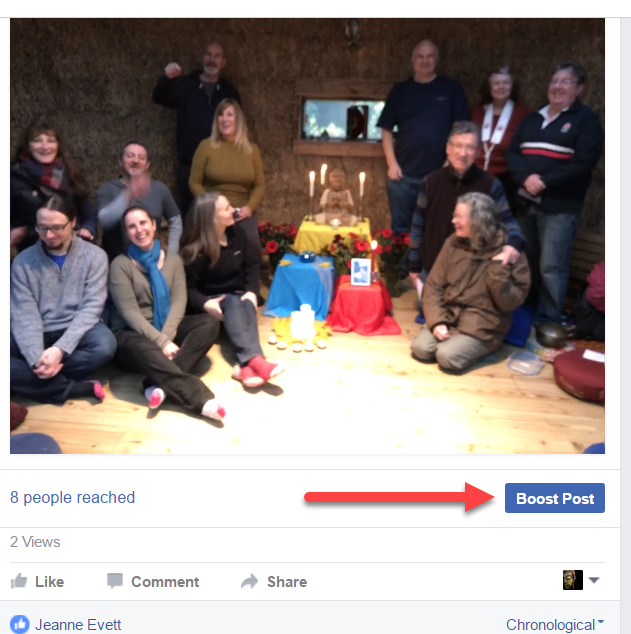 8 people reached
Boost Post
2 Views
Like Comment Share
Jeanne Evett Chronological